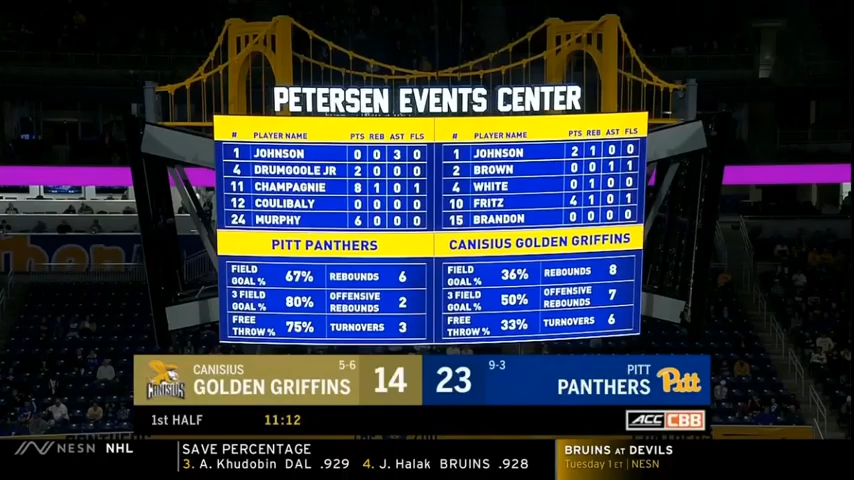 PETERSEN EVENTS CENTER
# PLAYER NAME PTS REB AST FLS
1 JOHNSON 0 0 3 0
4 DRUMGOOLE JR 2 0 0 0
11 CHAMPAGNIE 8 1 0 1
12 COULIBALY 0 0 0 0
24 MURPHY 6 0 0 0
# PLAYER NAME PTS REB AST FLS
1 JOHNSON 2 1 0 0
2 BROWN 0 0 1 1
4 WHITE 0 1 0 0
10 FRITZ 4 1 0 1
15 BRANDON 0 0 0 0
PITT PANTHERS
FIELD GOAL % 67% REBOUNDS 6
3 FIELD GOAL % 80% OFFENSIVE REBOUNDS 2
FREE THROW % 75% TURNOVERS 3
CANISIUS GOLDEN GRIFFINS
FIELD GOAL % 36% REBOUNDS 8
3 FIELD GOAL % 50% OFFENSIVE REBOUNDS 7
FREE THROW % 33% TURNOVERS 6
CANISIUS
CANISIUS 5-6
GOLDEN GRIFFINS 14
23 9-3 PITT
PANTHERS Pitt
1st HALF 11:12 ACC CBB
NESN NHL
SAVE PERCENTAGE
3. A. Khudobin DAL .929 4. J. Halak BRUINS .928
BRUINS AT DEVILS
Tuesday 1 ET | NESN